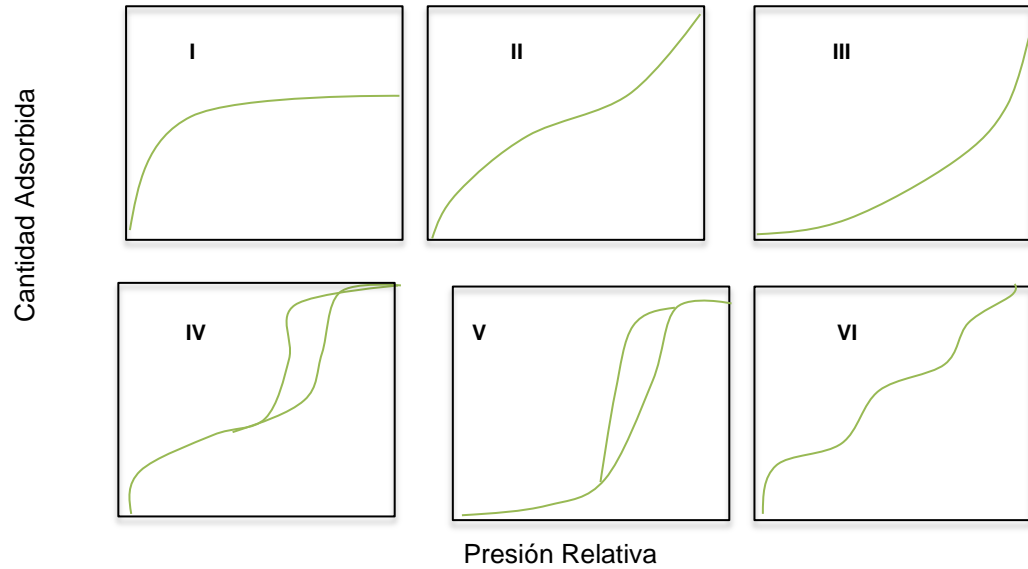 Cantidad Adsorbida
I
II
III
IV
V
VI
Presión Relativa